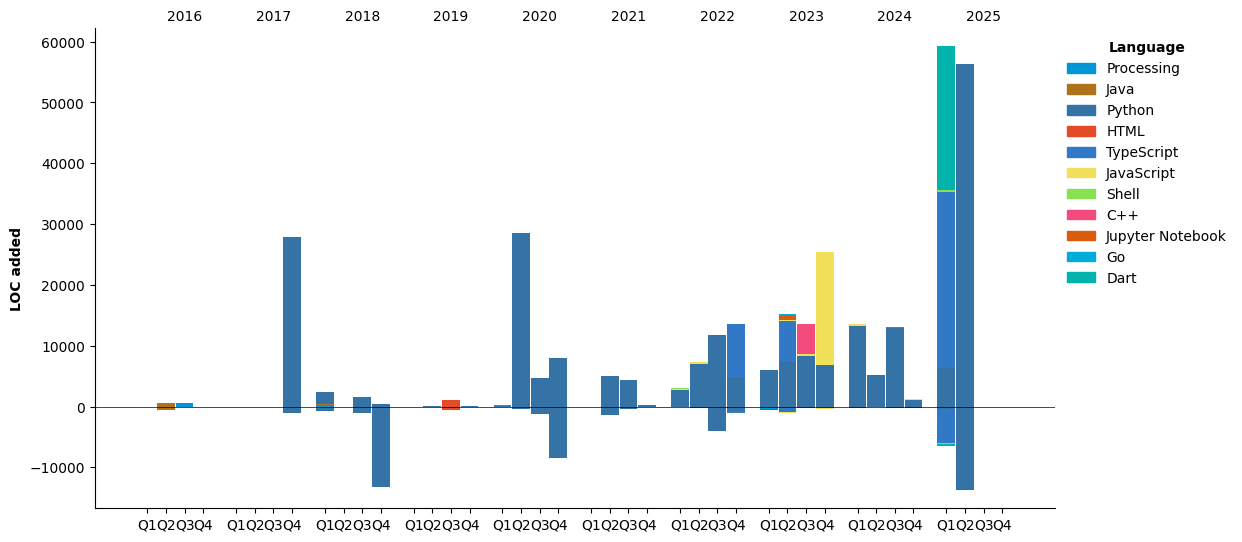 2016 2017 2018 2019 2020 2021 2022 2023 2024 2025
Language
Processing
Java
Python
HTML
TypeScript
JavaScript
Shell
C++
Jupyter Notebook
Go
Dart
LOC added
60000
50000
40000
30000
20000
10000
0
−10000
Q1Q2Q3Q4 Q1Q2Q3Q4 Q1Q2Q3Q4 Q1Q2Q3Q4 Q1Q2Q3Q4 Q1Q2Q3Q4 Q1Q2Q3Q4 Q1Q2Q3Q4 Q1Q2Q3Q4 Q1Q2Q3Q4